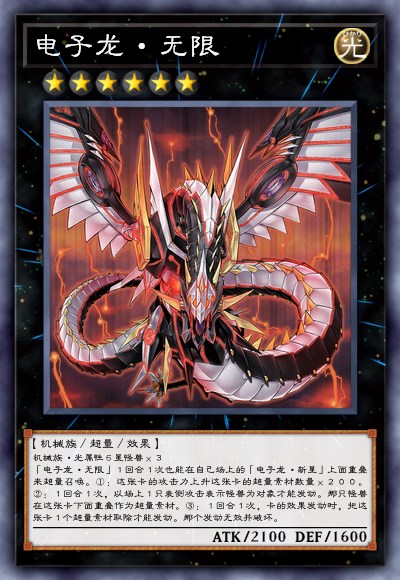 电子龙·无限
光
ひかり
【机械族／超量／效果】
机械族·光属性6星怪兽×3
「电子龙·无限」1回合1次也能在自己场上的「电子龙·新星」上面重叠
来超量召唤。①：这张卡的攻击力上升这张卡的超量素材数量×200。
②：1回合1次，以场上1只表侧攻击表示怪兽为对象才能发动。那只怪兽
在这张卡下面重叠作为超量素材。③：1回合1次，卡的效果发动时，把这
张卡1个超量素材取除才能发动。那个发动无效并破坏。
ATK/2100 DEF/1600